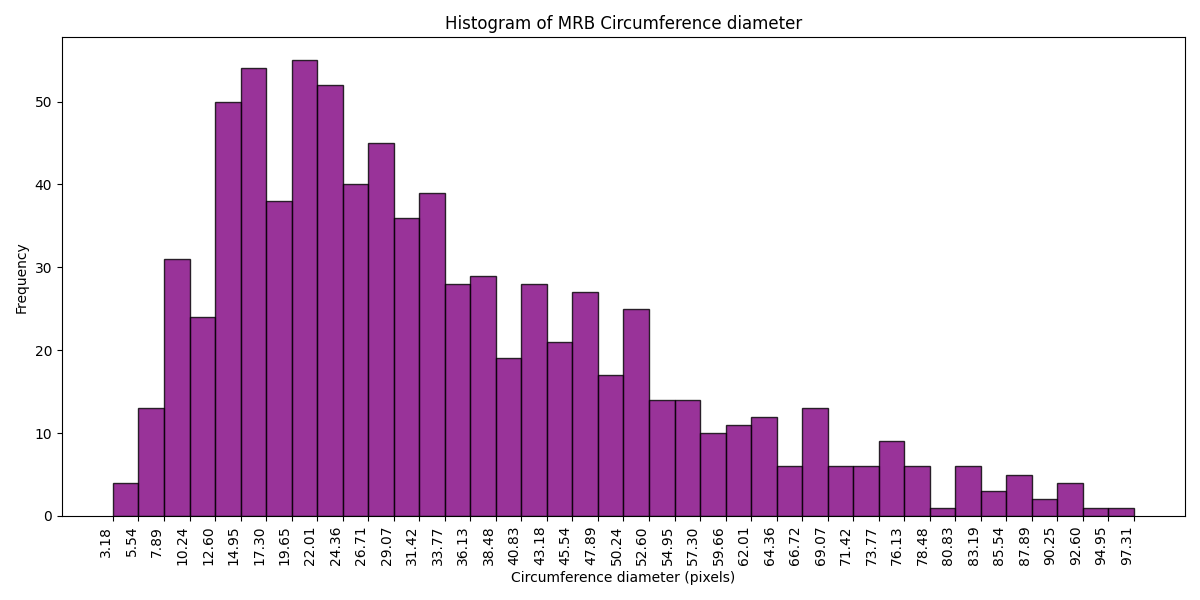 Histogram of MRB Circumference diameter
Frequency
50
40
30
20
10
0
3.18 5.54 7.89 10.24 12.60 14.95 17.30 19.65 22.01 24.36 26.71 29.07 31.42 33.77 36.13 38.48 40.83 43.18 45.54 47.89 50.24 52.60 54.95 57.30 59.66 62.01 64.36 66.72 69.07 71.42 73.77 76.13 78.48 80.83 83.19 85.54 87.89 90.25 92.60 94.95 97.31
Circumference diameter (pixels)